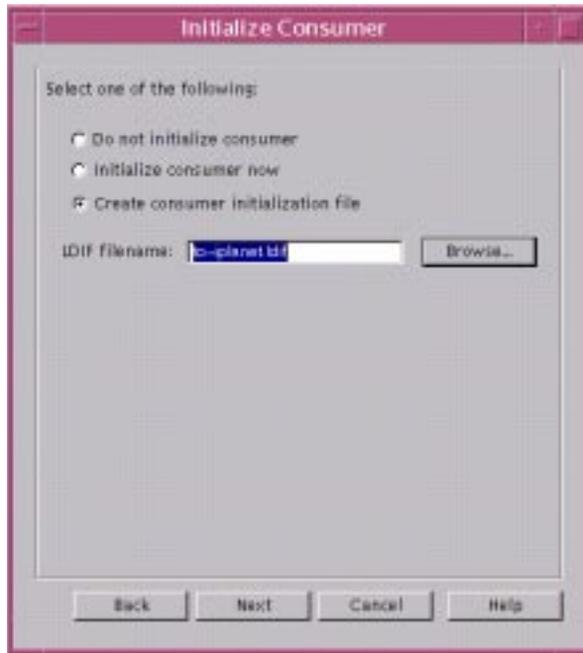 Initialize Consumer
Select one of the following:
Do not initialize consumer
Initialize consumer now
Create consumer initialization file
LDIF filename: Browse...
Back Next Cancel Help